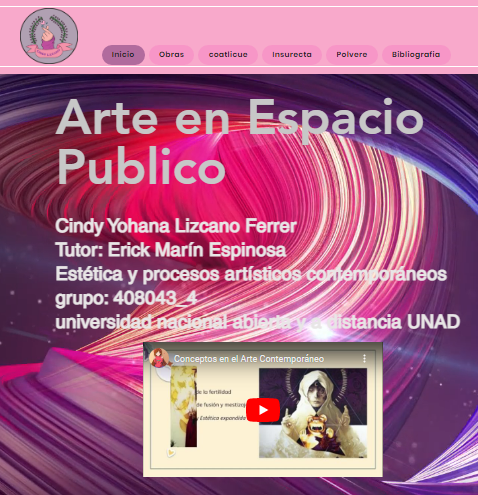 Inicio
Obras
coatlicue
Insurecta
Polvere
Bibliografía
Arte en Espacio
Publico
Cindy Yohana Lizcano Ferrer
Tutor: Erick Marín Espinosa
Estética y procesos artísticos contemporáneos
grupo: 408043_4
universidad nacional abierta y a distancia UNAD
Conceptos en el Arte Contemporáneo
de la fertilidad
de fusión y mestizaj
y Estética expandida